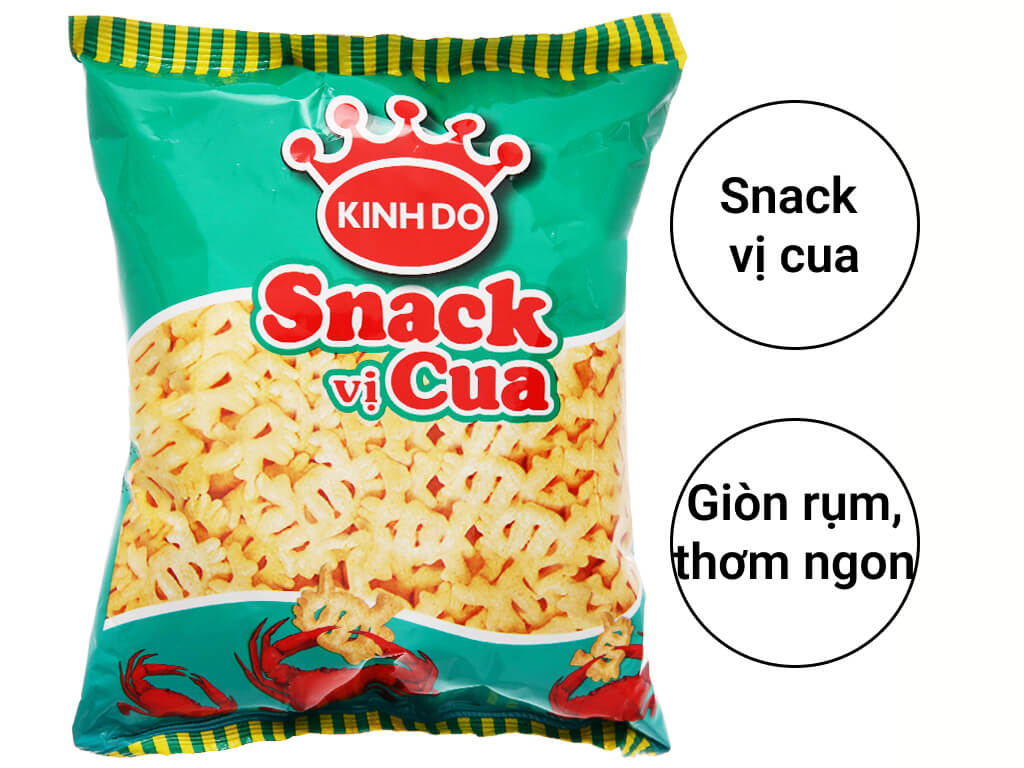 KINH DO
Snack
vị Cua
Snack
vị cua
Giòn rụm,
thơm ngon